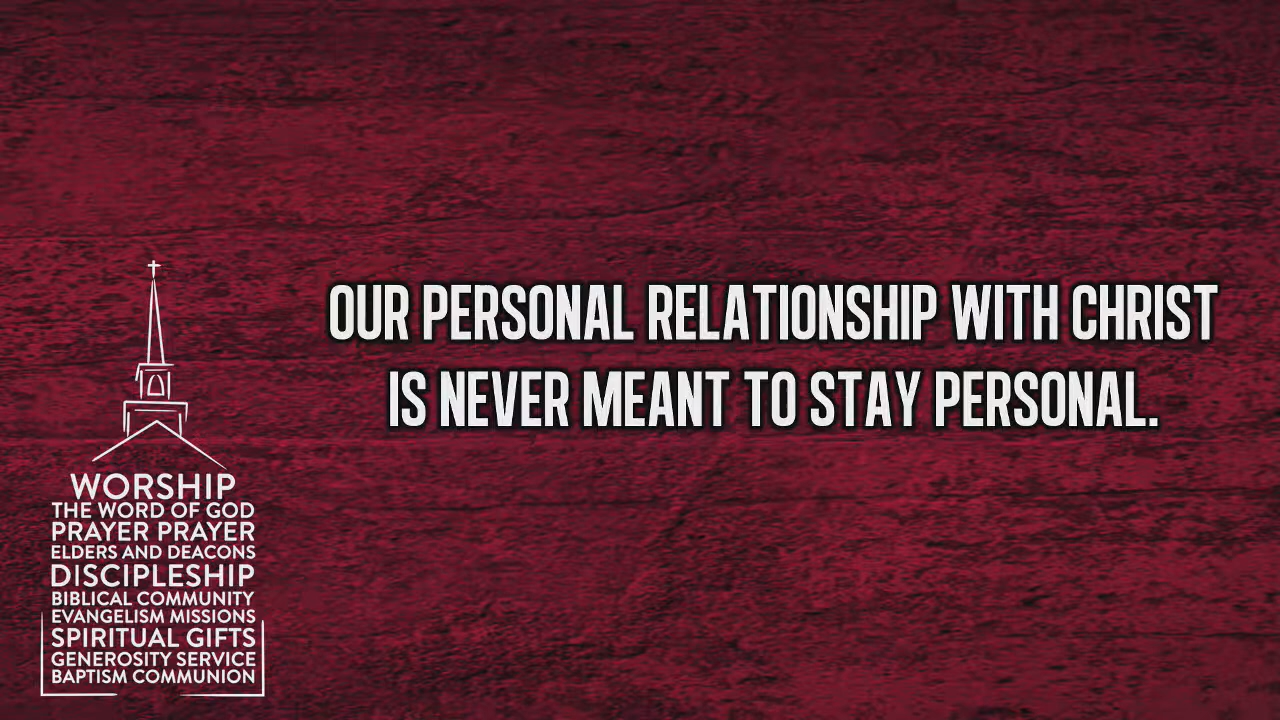 OUR PERSONAL RELATIONSHIP WITH CHRIST
IS NEVER MEANT TO STAY PERSONAL.
WORSHIP
THE WORD OF GOD
PRAYER PRAYER
ELDERS AND DEACONS
DISCIPLESHIP
BIBLICAL COMMUNITY
EVANGELISM MISSIONS
SPIRITUAL GIFTS
GENEROSITY SERVICE
BAPTISM COMMUNION